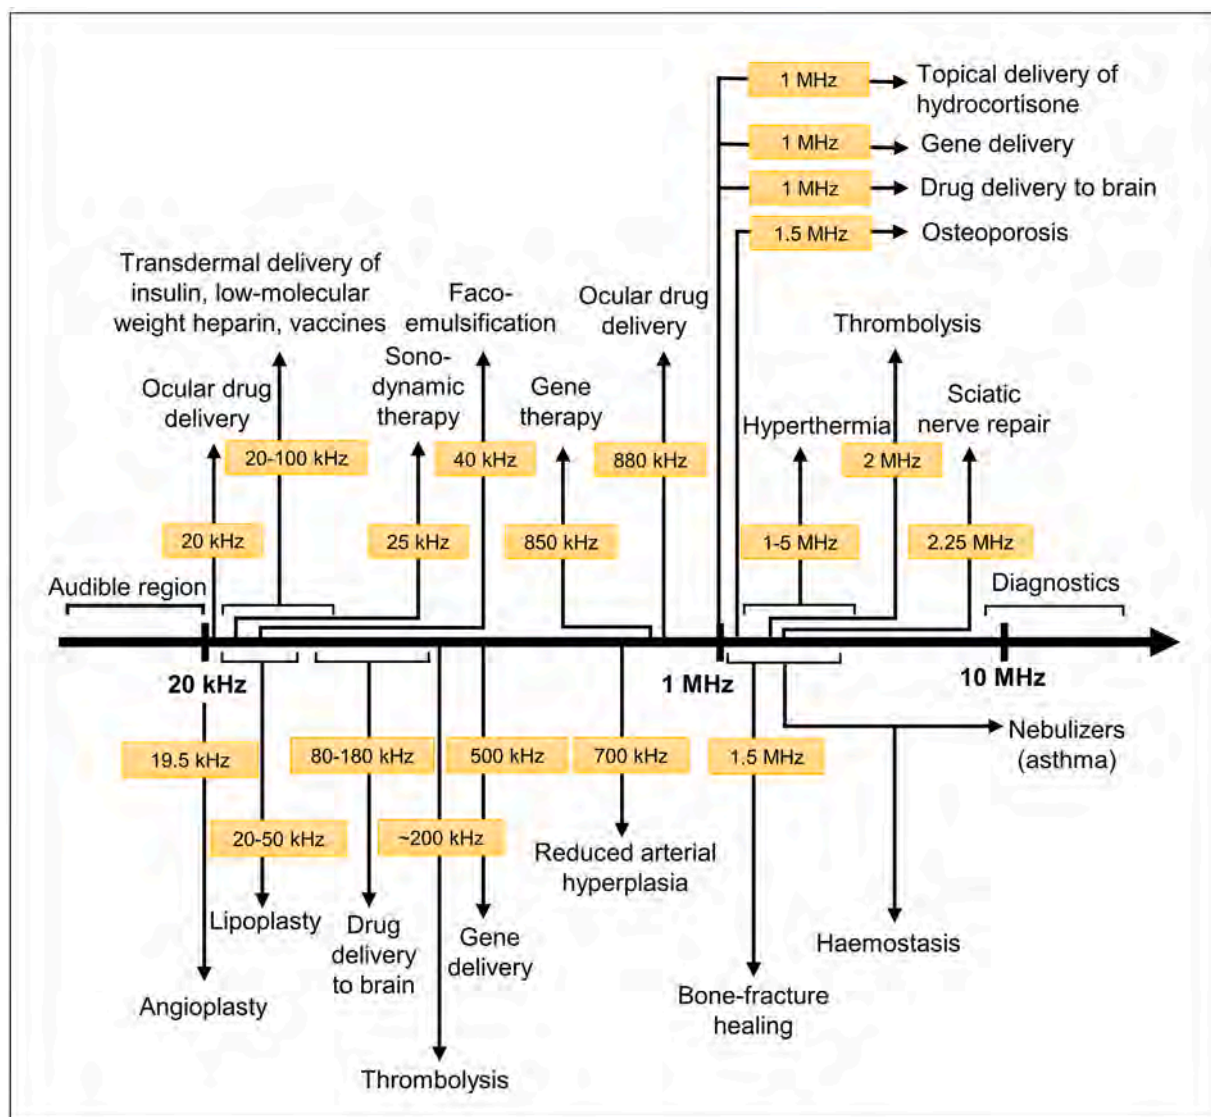 1 MHz
Topical delivery of
hydrocortisone
1 MHz
Gene delivery
1 MHz
Drug delivery to brain
1.5 MHz
Osteoporosis
Transdermal delivery of
insulin, low-molecular
weight heparin, vaccines
Faco-
emulsification
Ocular drug
delivery
Thrombolysis
Ocular drug
delivery
Sono-
dynamic
therapy
Gene
therapy
Hyperthermia
Sciatic
nerve repair
20-100 kHz
40 kHz
880 kHz
2 MHz
20 kHz
25 kHz
850 kHz
1-5 MHz
2.25 MHz
Audible region
Diagnostics
20 kHz
1 MHz
10 MHz
19.5 kHz
80-180 kHz
500 kHz
700 kHz
1.5 MHz
Nebulizers
(asthma)
20-50 kHz
~200 kHz
Reduced arterial
hyperplasia
Lipoplasty
Drug
delivery
to brain
Gene
delivery
Haemostasis
Angioplasty
Bone-fracture
healing
Thrombolysis